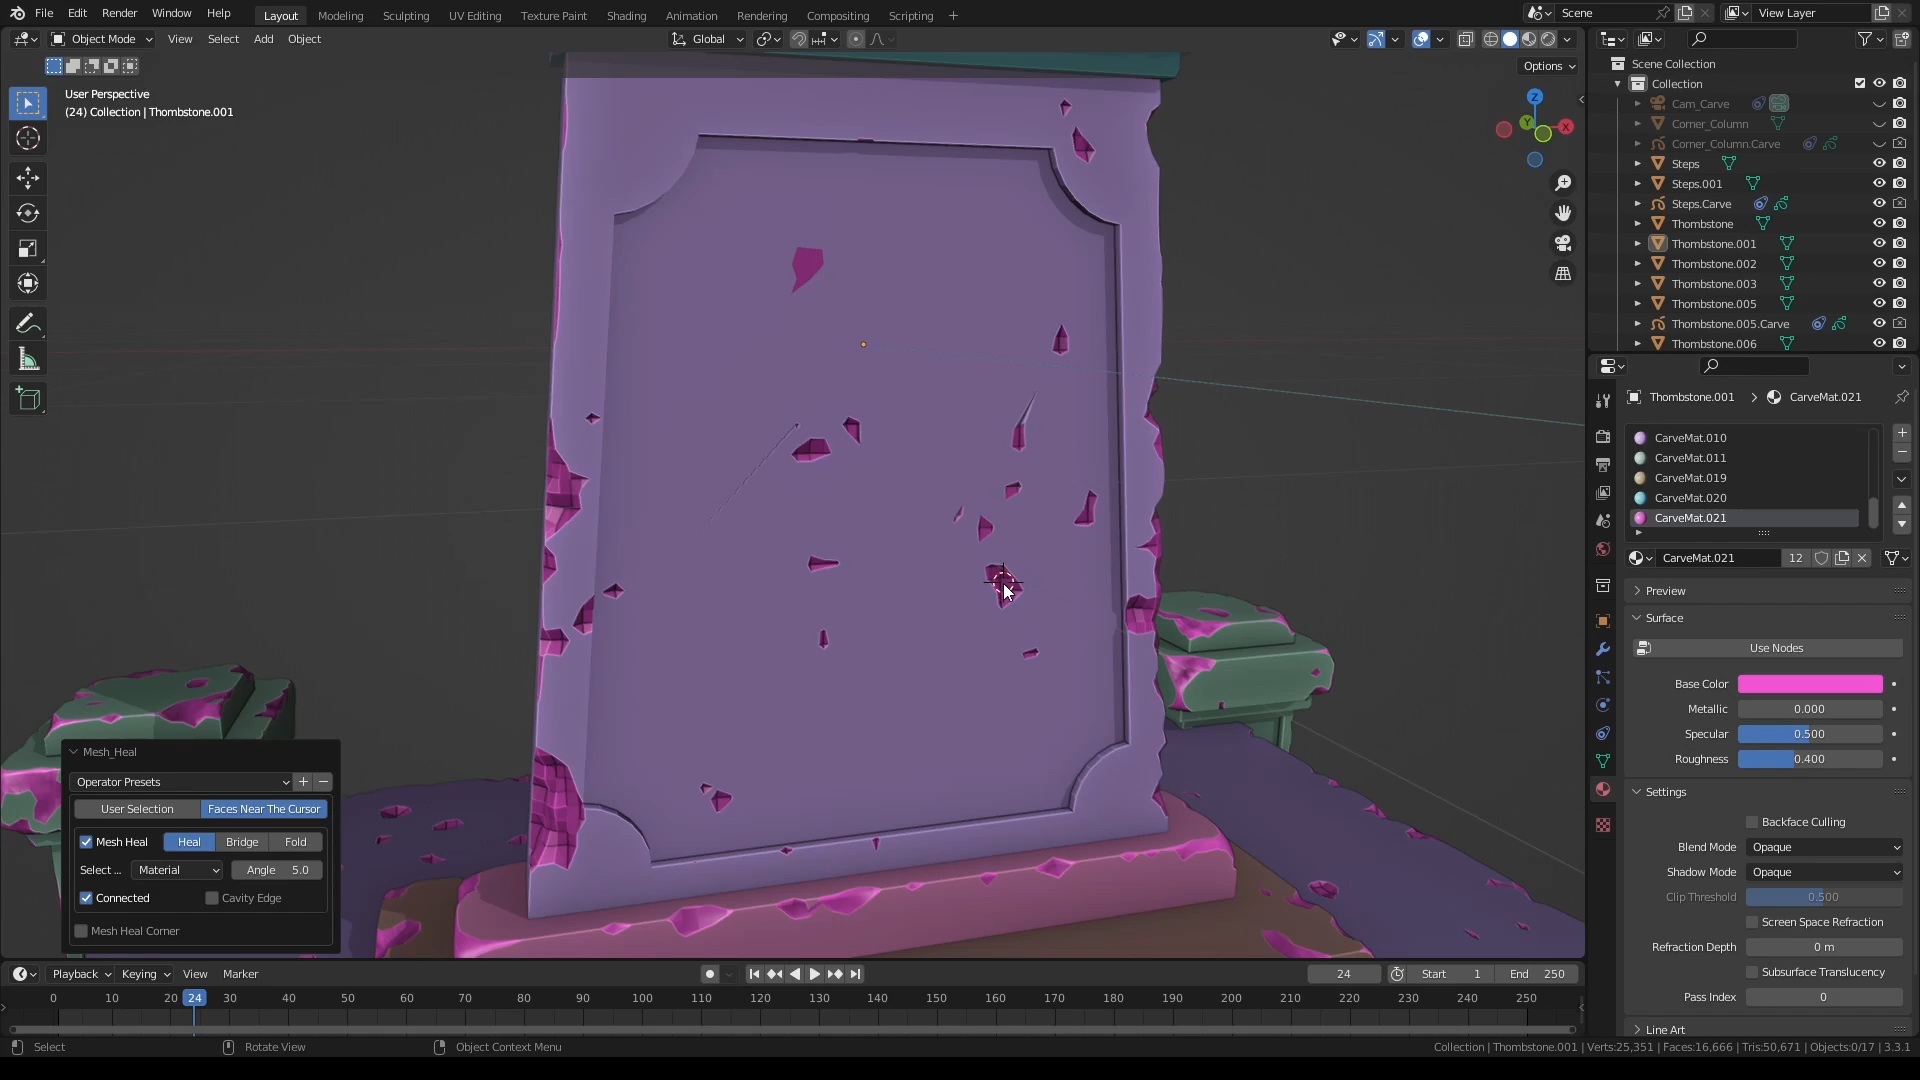 File Edit Render Window Help Layout Modeling Sculpting UV Editing Texture Paint Shading Animation Rendering Compositing Scripting + Scene View Layer
Object Mode View Select Add Object Global
Options
User Perspective
(24) Collection | Thombstone.001
Z
Y
X
Scene Collection
Collection
Cam_Carve
Corner_Column
Corner_Column.Carve
Steps
Steps.001
Steps.Carve
Thombstone
Thombstone.001
Thombstone.002
Thombstone.003
Thombstone.005
Thombstone.005.Carve
Thombstone.006
Thombstone.001 > CarveMat.021
CarveMat.010
CarveMat.011
CarveMat.019
CarveMat.020
CarveMat.021
CarveMat.021 12
Preview
Surface
Use Nodes
Base Color
Metallic 0.000
Specular 0.500
Roughness 0.400
Settings
Backface Culling
Blend Mode Opaque
Shadow Mode Opaque
Clip Threshold 0.500
Screen Space Refraction
Refraction Depth 0 m
Subsurface Translucency
Pass Index 0
Line Art
Mesh_Heal
Operator Presets + −
User Selection Faces Near The Cursor
Mesh Heal Heal Bridge Fold
Select ... Material Angle 5.0
Connected Cavity Edge
Mesh Heal Corner
Playback Keying View Marker 24 Start 1 End 250
0 10 20 24 30 40 50 60 70 80 90 100 110 120 130 140 150 160 170 180 190 200 210 220 230 240 250
Select Rotate View Object Context Menu Collection | Thombstone.001 | Verts:25,351 | Faces:16,666 | Tris:50,671 | Objects:0/17 | 3.3.1